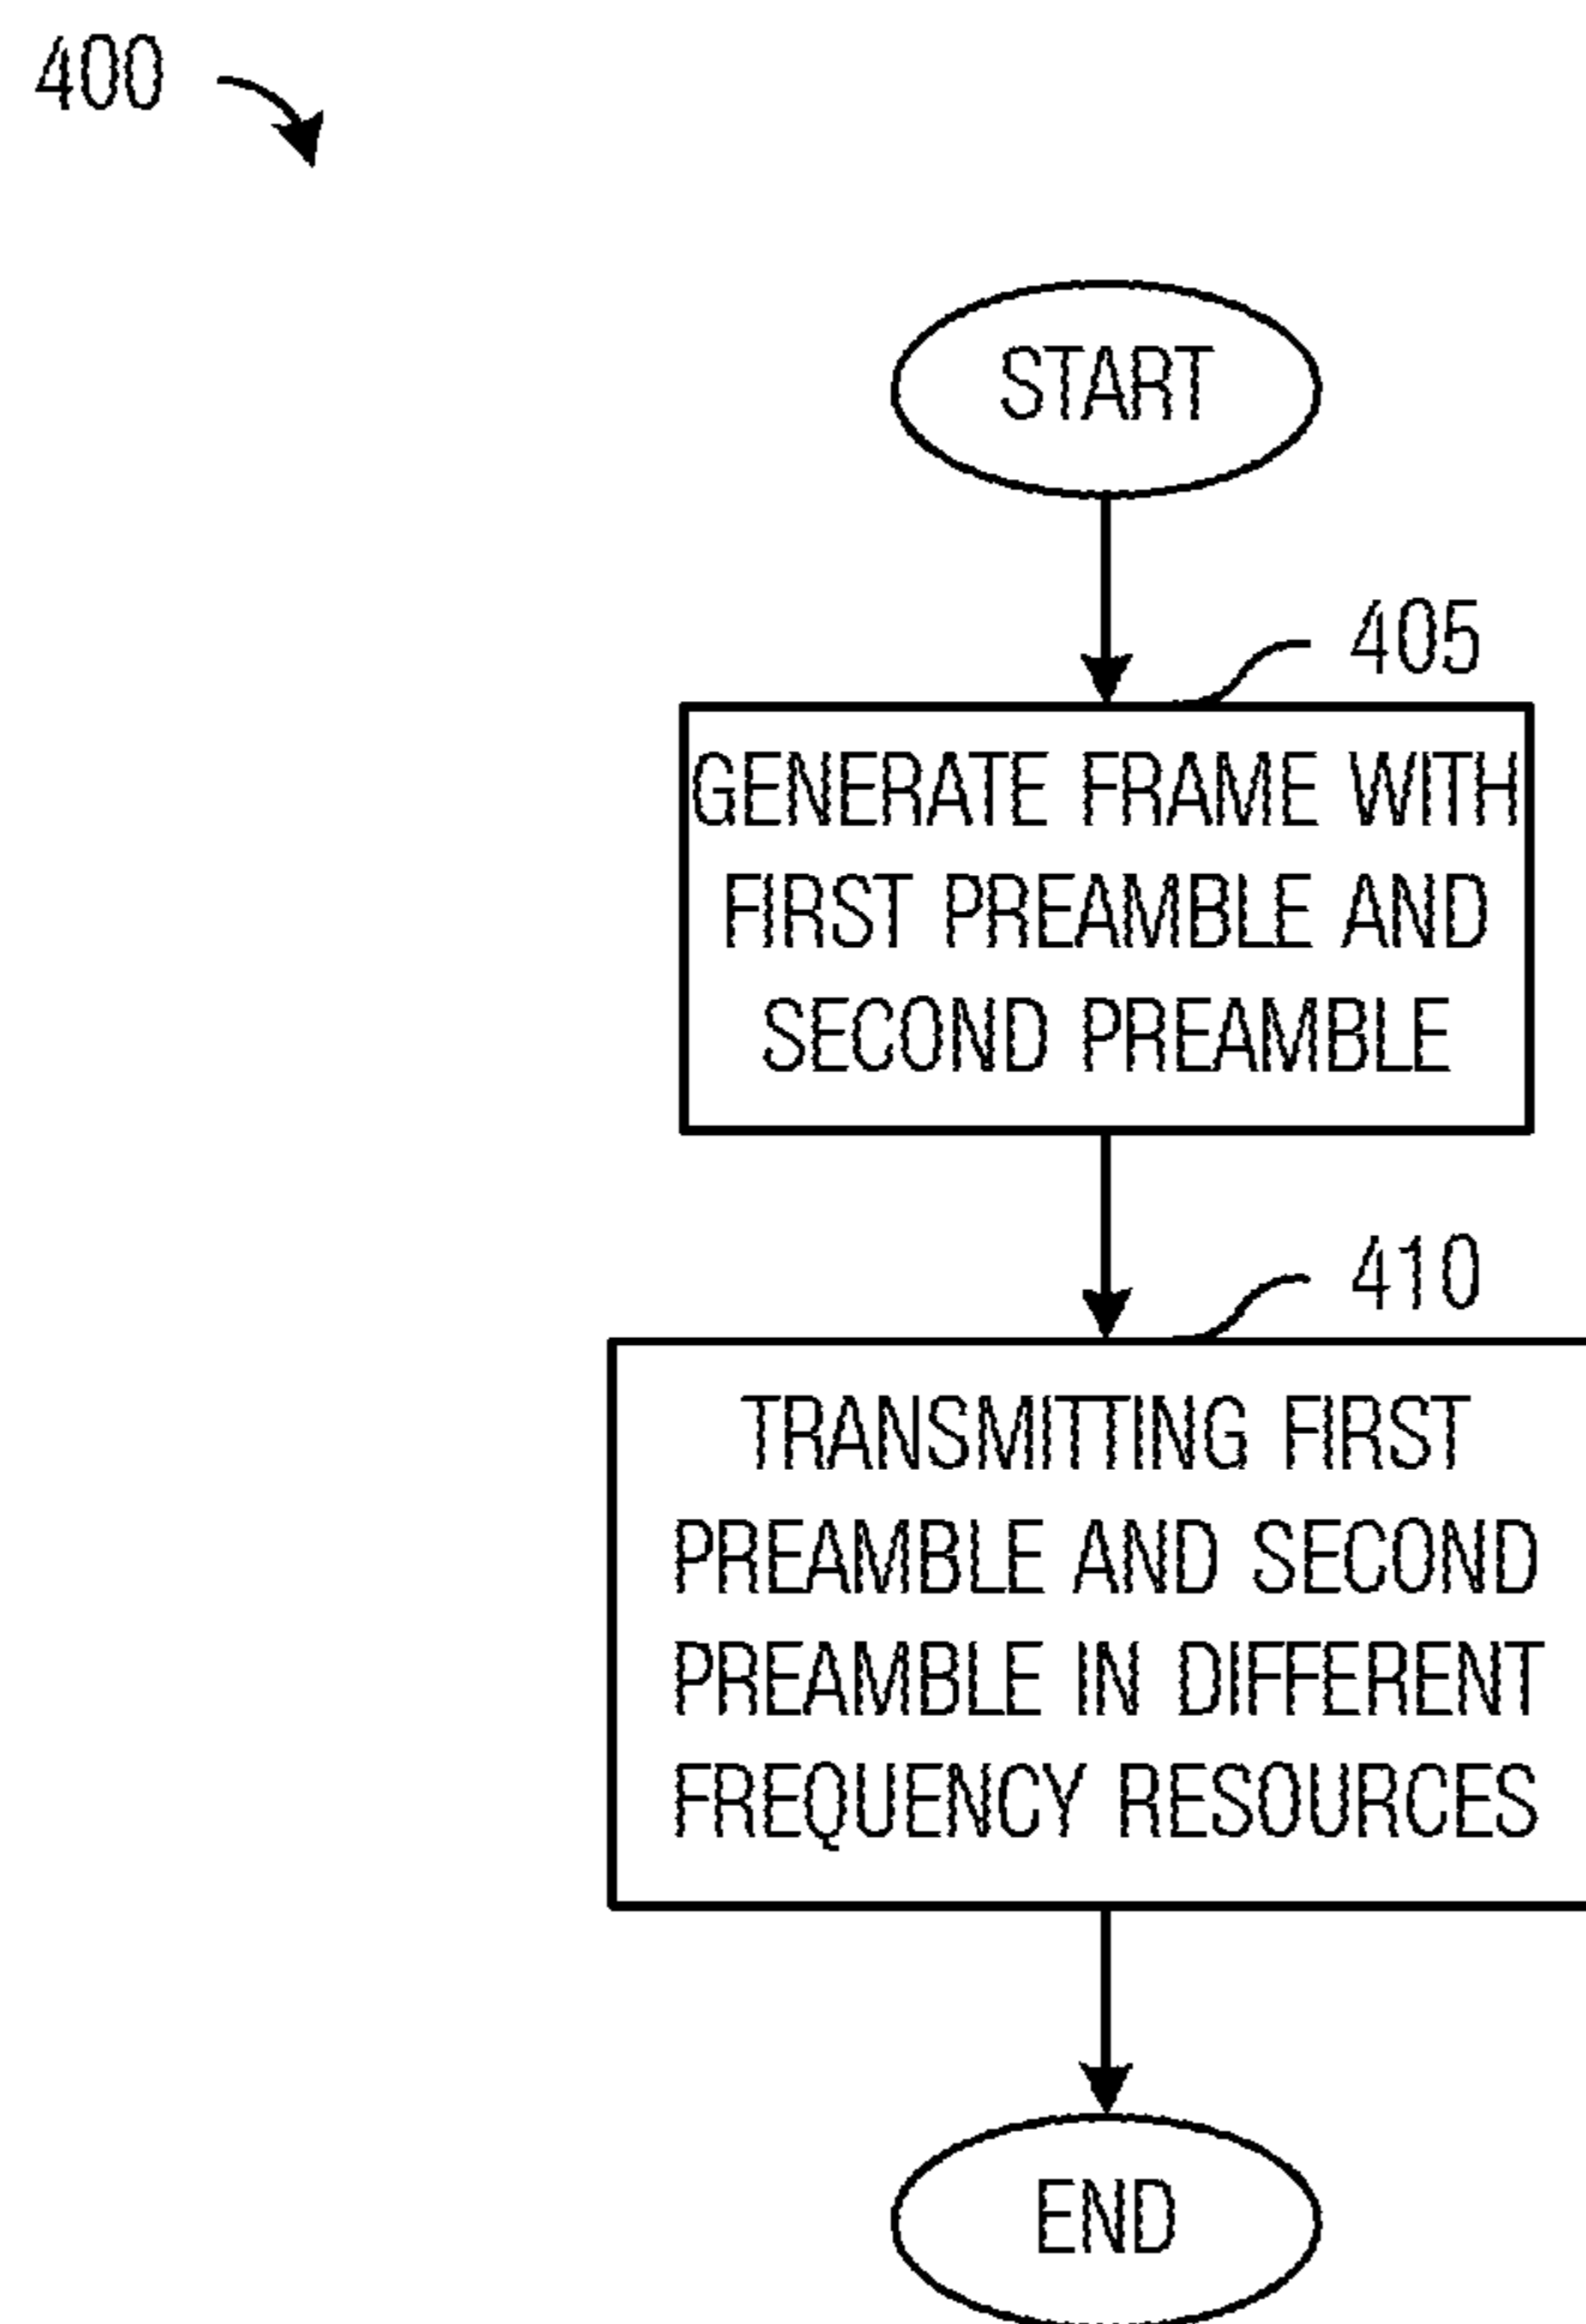 400
START
405
GENERATE FRAME WITH
FIRST PREAMBLE AND
SECOND PREAMBLE
410
TRANSMITTING FIRST
PREAMBLE AND SECOND
PREAMBLE IN DIFFERENT
FREQUENCY RESOURCES
END